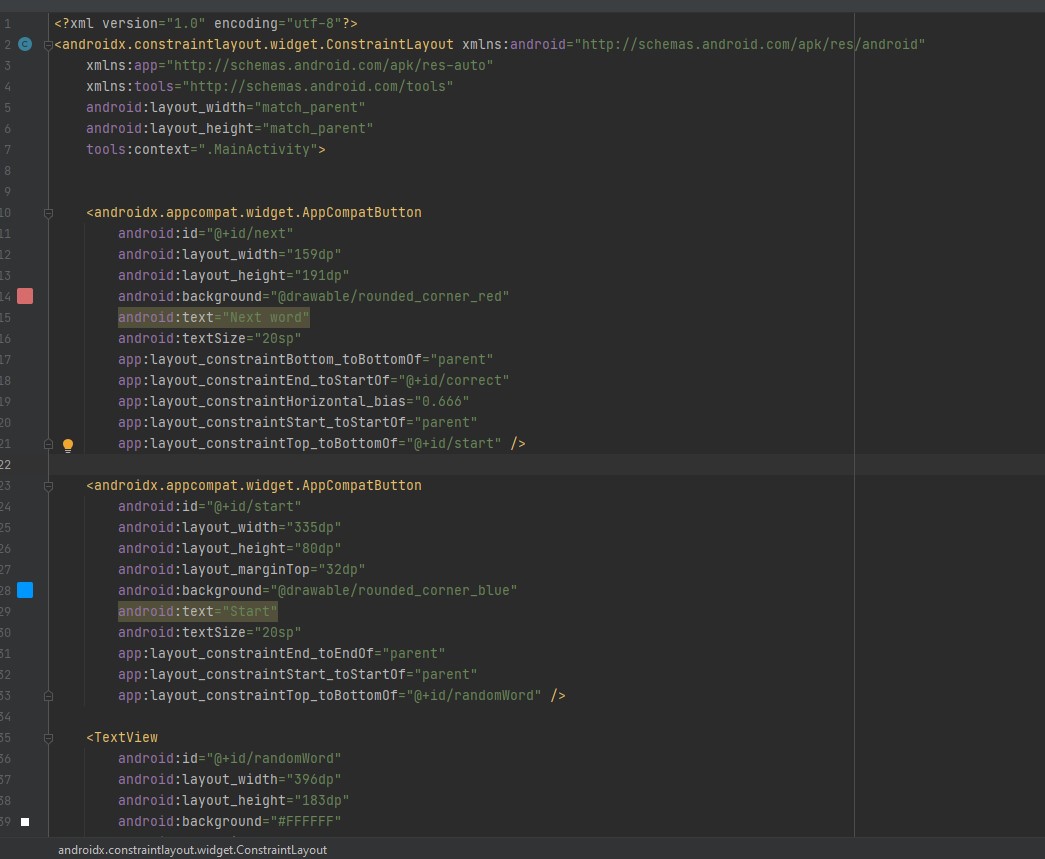 1 <?xml version="1.0" encoding="utf-8"?>
2 C <androidx.constraintlayout.widget.ConstraintLayout xmlns:android="http://schemas.android.com/apk/res/android"
3 xmlns:app="http://schemas.android.com/apk/res-auto"
4 xmlns:tools="http://schemas.android.com/tools"
5 android:layout_width="match_parent"
6 android:layout_height="match_parent"
7 tools:context=".MainActivity">
8
9
10 <androidx.appcompat.widget.AppCompatButton
11 android:id="@+id/next"
12 android:layout_width="159dp"
13 android:layout_height="191dp"
14 android:background="@drawable/rounded_corner_red"
15 android:text="Next word"
16 android:textSize="20sp"
17 app:layout_constraintBottom_toBottomOf="parent"
18 app:layout_constraintEnd_toStartOf="@+id/correct"
19 app:layout_constraintHorizontal_bias="0.666"
20 app:layout_constraintStart_toStartOf="parent"
21 app:layout_constraintTop_toBottomOf="@+id/start" />
22
23 <androidx.appcompat.widget.AppCompatButton
24 android:id="@+id/start"
25 android:layout_width="335dp"
26 android:layout_height="80dp"
27 android:layout_marginTop="32dp"
28 android:background="@drawable/rounded_corner_blue"
29 android:text="Start"
30 android:textSize="20sp"
31 app:layout_constraintEnd_toEndOf="parent"
32 app:layout_constraintStart_toStartOf="parent"
33 app:layout_constraintTop_toBottomOf="@+id/randomWord" />
34
35 <TextView
36 android:id="@+id/randomWord"
37 android:layout_width="396dp"
38 android:layout_height="183dp"
39 android:background="#FFFFFF"
androidx.constraintlayout.widget.ConstraintLayout